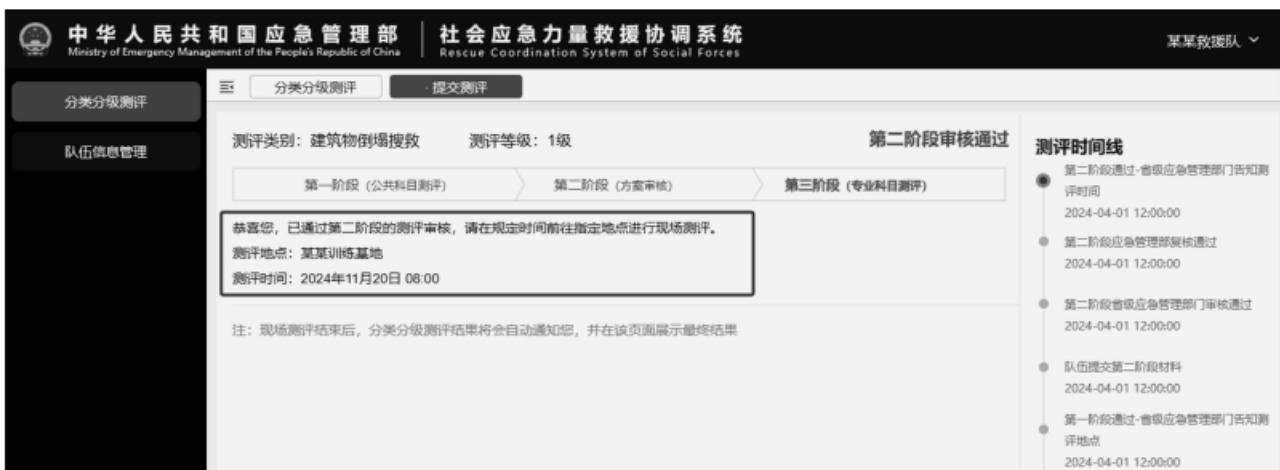 中华人民共和国应急管理部
Ministry of Emergency Management of the People's Republic of China
社会应急力量救援协调系统
Rescue Coordination System of Social Forces
某某救援队
分类分级测评
队伍信息管理
分类分级测评
· 提交测评
测评类别：建筑物倒塌搜救 测评等级：1级
第二阶段审核通过
第一阶段（公共科目测评）
第二阶段（方案审核）
第三阶段（专业科目测评）
恭喜您，已通过第二阶段的测评审核，请在规定时间前往指定地点进行现场测评。
测评地点：某某训练基地
测评时间：2024年11月20日 08:00
注：现场测评结束后，分类分级测评结果将会自动通知您，并在该页面展示最终结果
测评时间线
第二阶段通过-省级应急管理部门告知测
评时间
2024-04-01 12:00:00
第二阶段应急管理部复核通过
2024-04-01 12:00:00
第二阶段省级应急管理部门审核通过
2024-04-01 12:00:00
队伍提交第二阶段材料
2024-04-01 12:00:00
第一阶段通过-省级应急管理部门告知测
评地点
2024-04-01 12:00:00